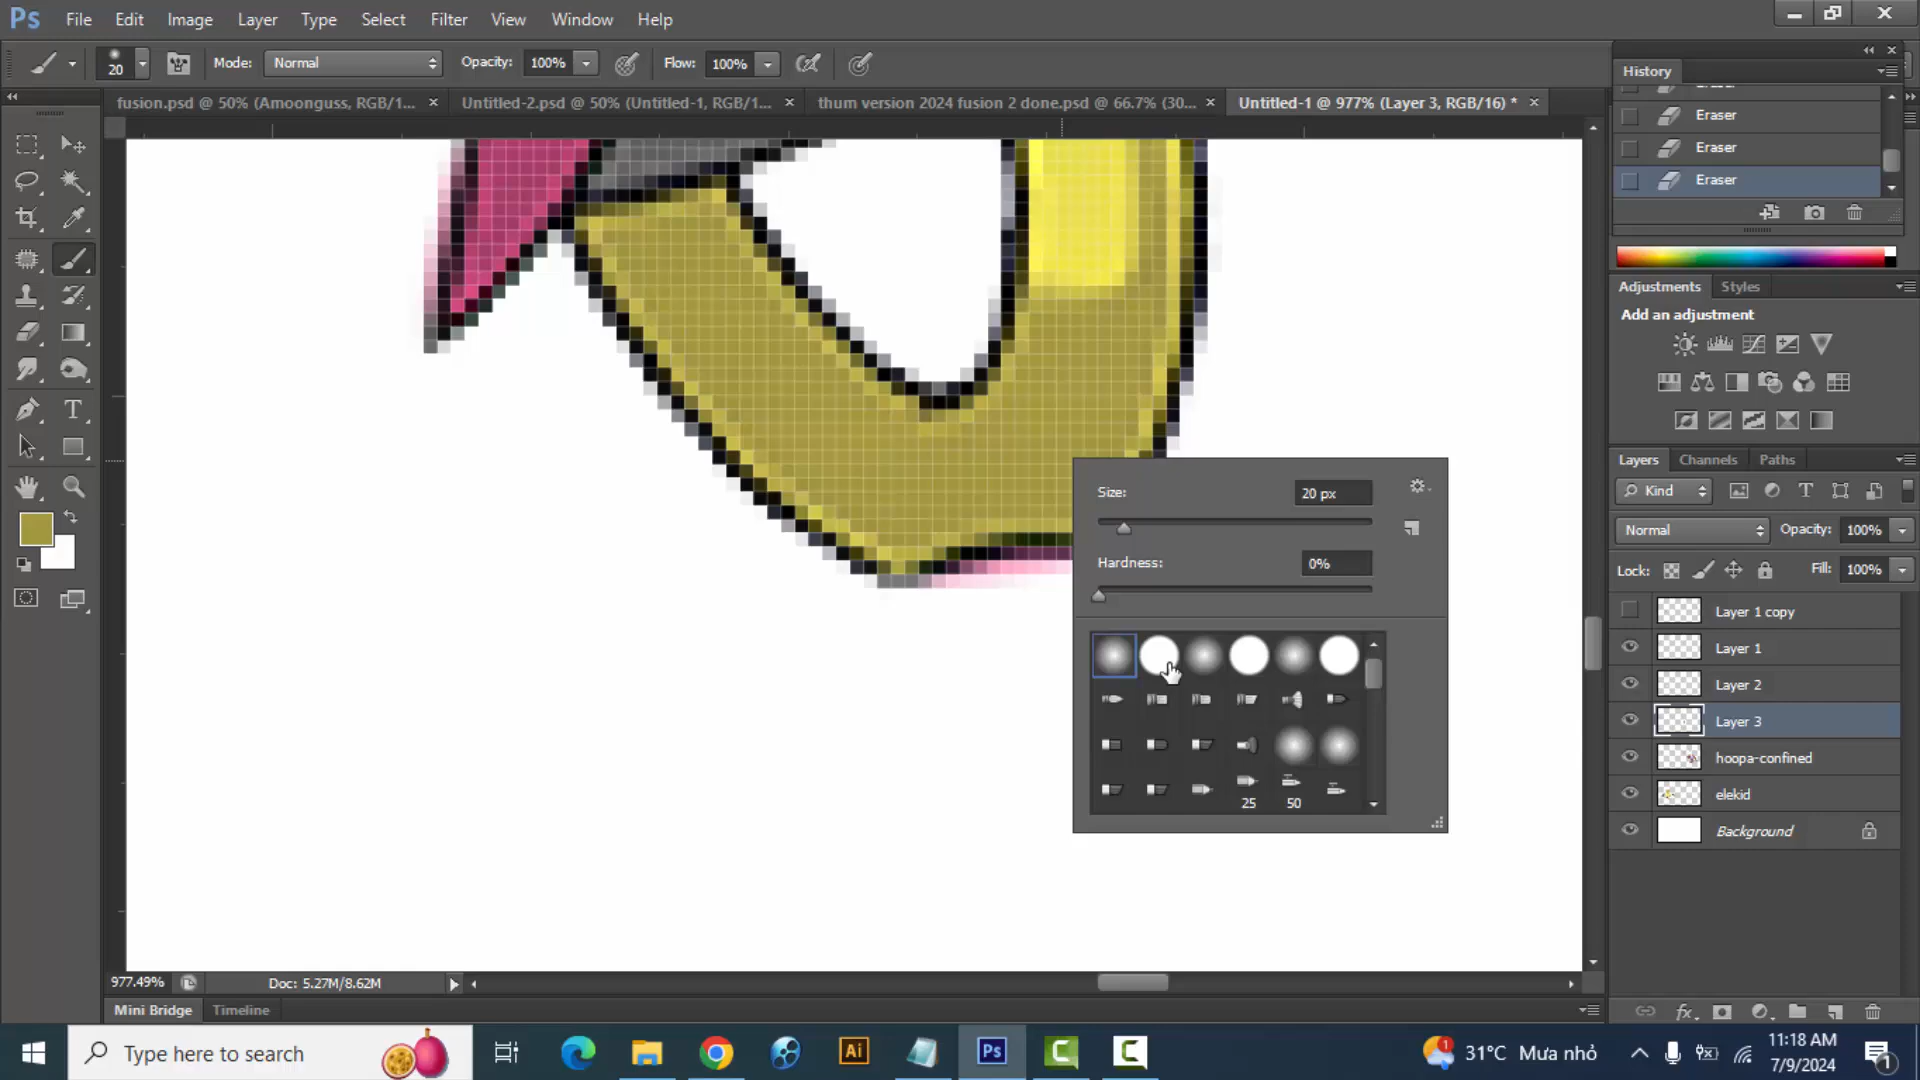 Ps File Edit Image Layer Type Select Filter View Window Help
20 Mode: Normal Opacity: 100% Flow: 100%
fusion.psd @ 50% (Amoonguss, RGB/1... Untitled-2.psd @ 50% (Untitled-1, RGB/1... thum version 2024 fusion 2 done.psd @ 66.7% (30... Untitled-1 @ 977% (Layer 3, RGB/16) *
History
Eraser
Eraser
Eraser
Adjustments Styles
Add an adjustment
Layers Channels Paths
Kind
Normal Opacity: 100%
Lock: Fill: 100%
Layer 1 copy
Layer 1
Layer 2
Layer 3
hoopa-confined
elekid
Background
Size: 20 px
Hardness: 0%
25 50
T
977.49% Doc: 5.27M/8.62M
Mini Bridge Timeline
Type here to search
Ai Ps
1 31°C Mưa nhỏ
11:18 AM
7/9/2024
1